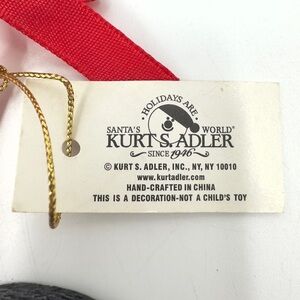 HOLIDAYS ARE
SANTA'S WORLD®
KURT S. ADLER
SINCE 1946
© KURT S. ADLER, INC., NY, NY 10010
www.kurtadler.com
HAND-CRAFTED IN CHINA
THIS IS A DECORATION-NOT A CHILD'S TOY